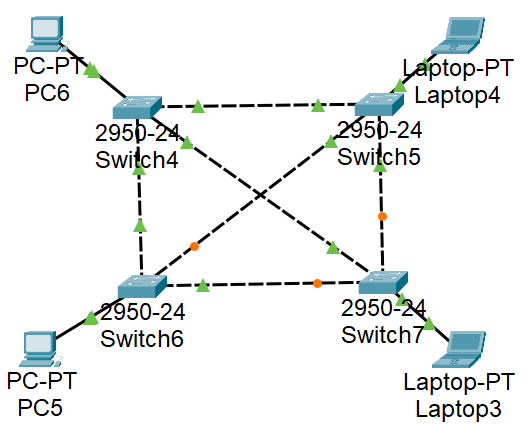 PC-PT
PC6
Laptop-PT
Laptop4
2950-24
Switch4
2950-24
Switch5
2950-24
Switch6
2950-24
Switch7
PC-PT
PC5
Laptop-PT
Laptop3